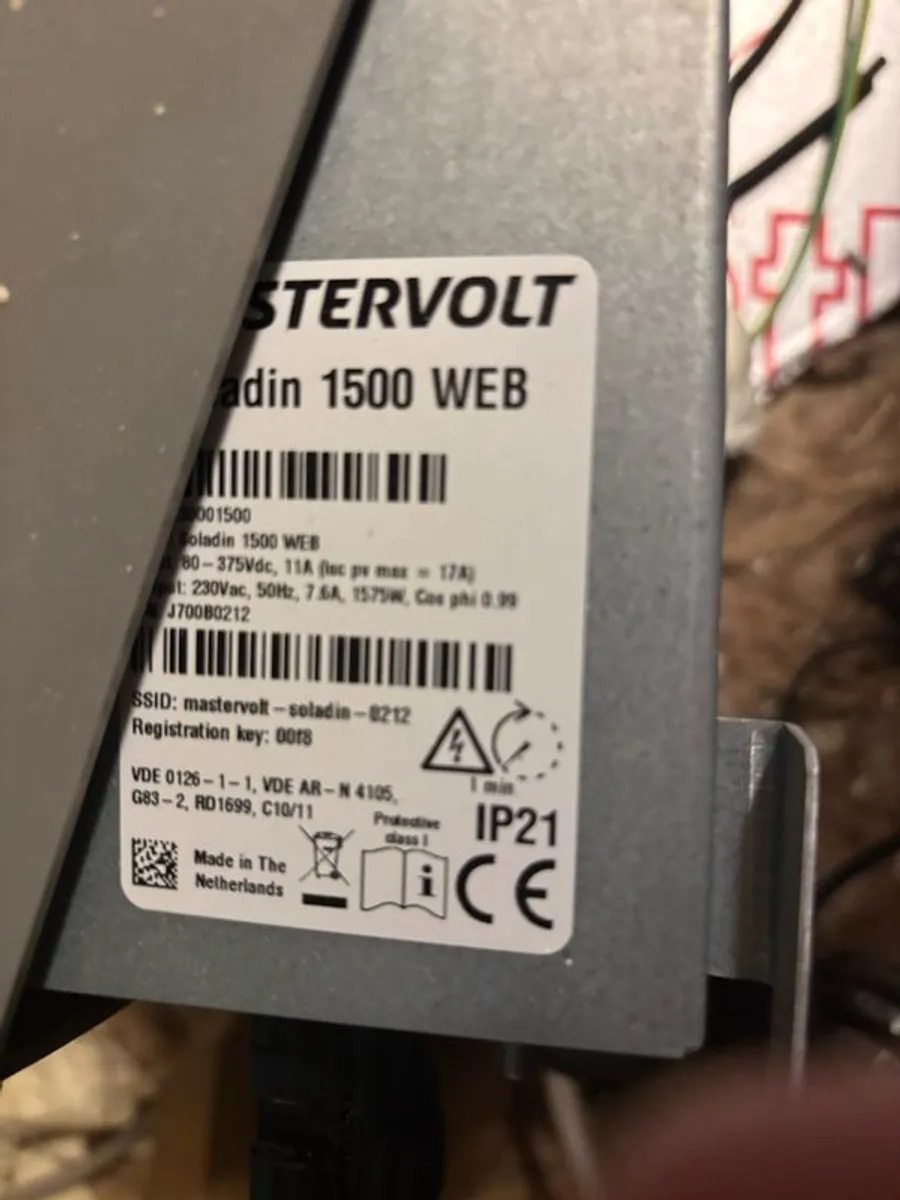 STERVOLT
adin 1500 WEB
001500
Soladin 1500 WEB
80-375Vdc, 11A (Isc pv max = 17A)
230Vac, 50Hz, 7.6A, 1575W, Cos phi 0.99
J700B0212
SSID: mastervolt-soladin-0212
Registration key: 00f8
1 min
VDE 0126-1-1, VDE AR-N 4105,
G83-2, RD1699, C10/11
Protective
class I
IP21
Made in The
Netherlands
i
CE